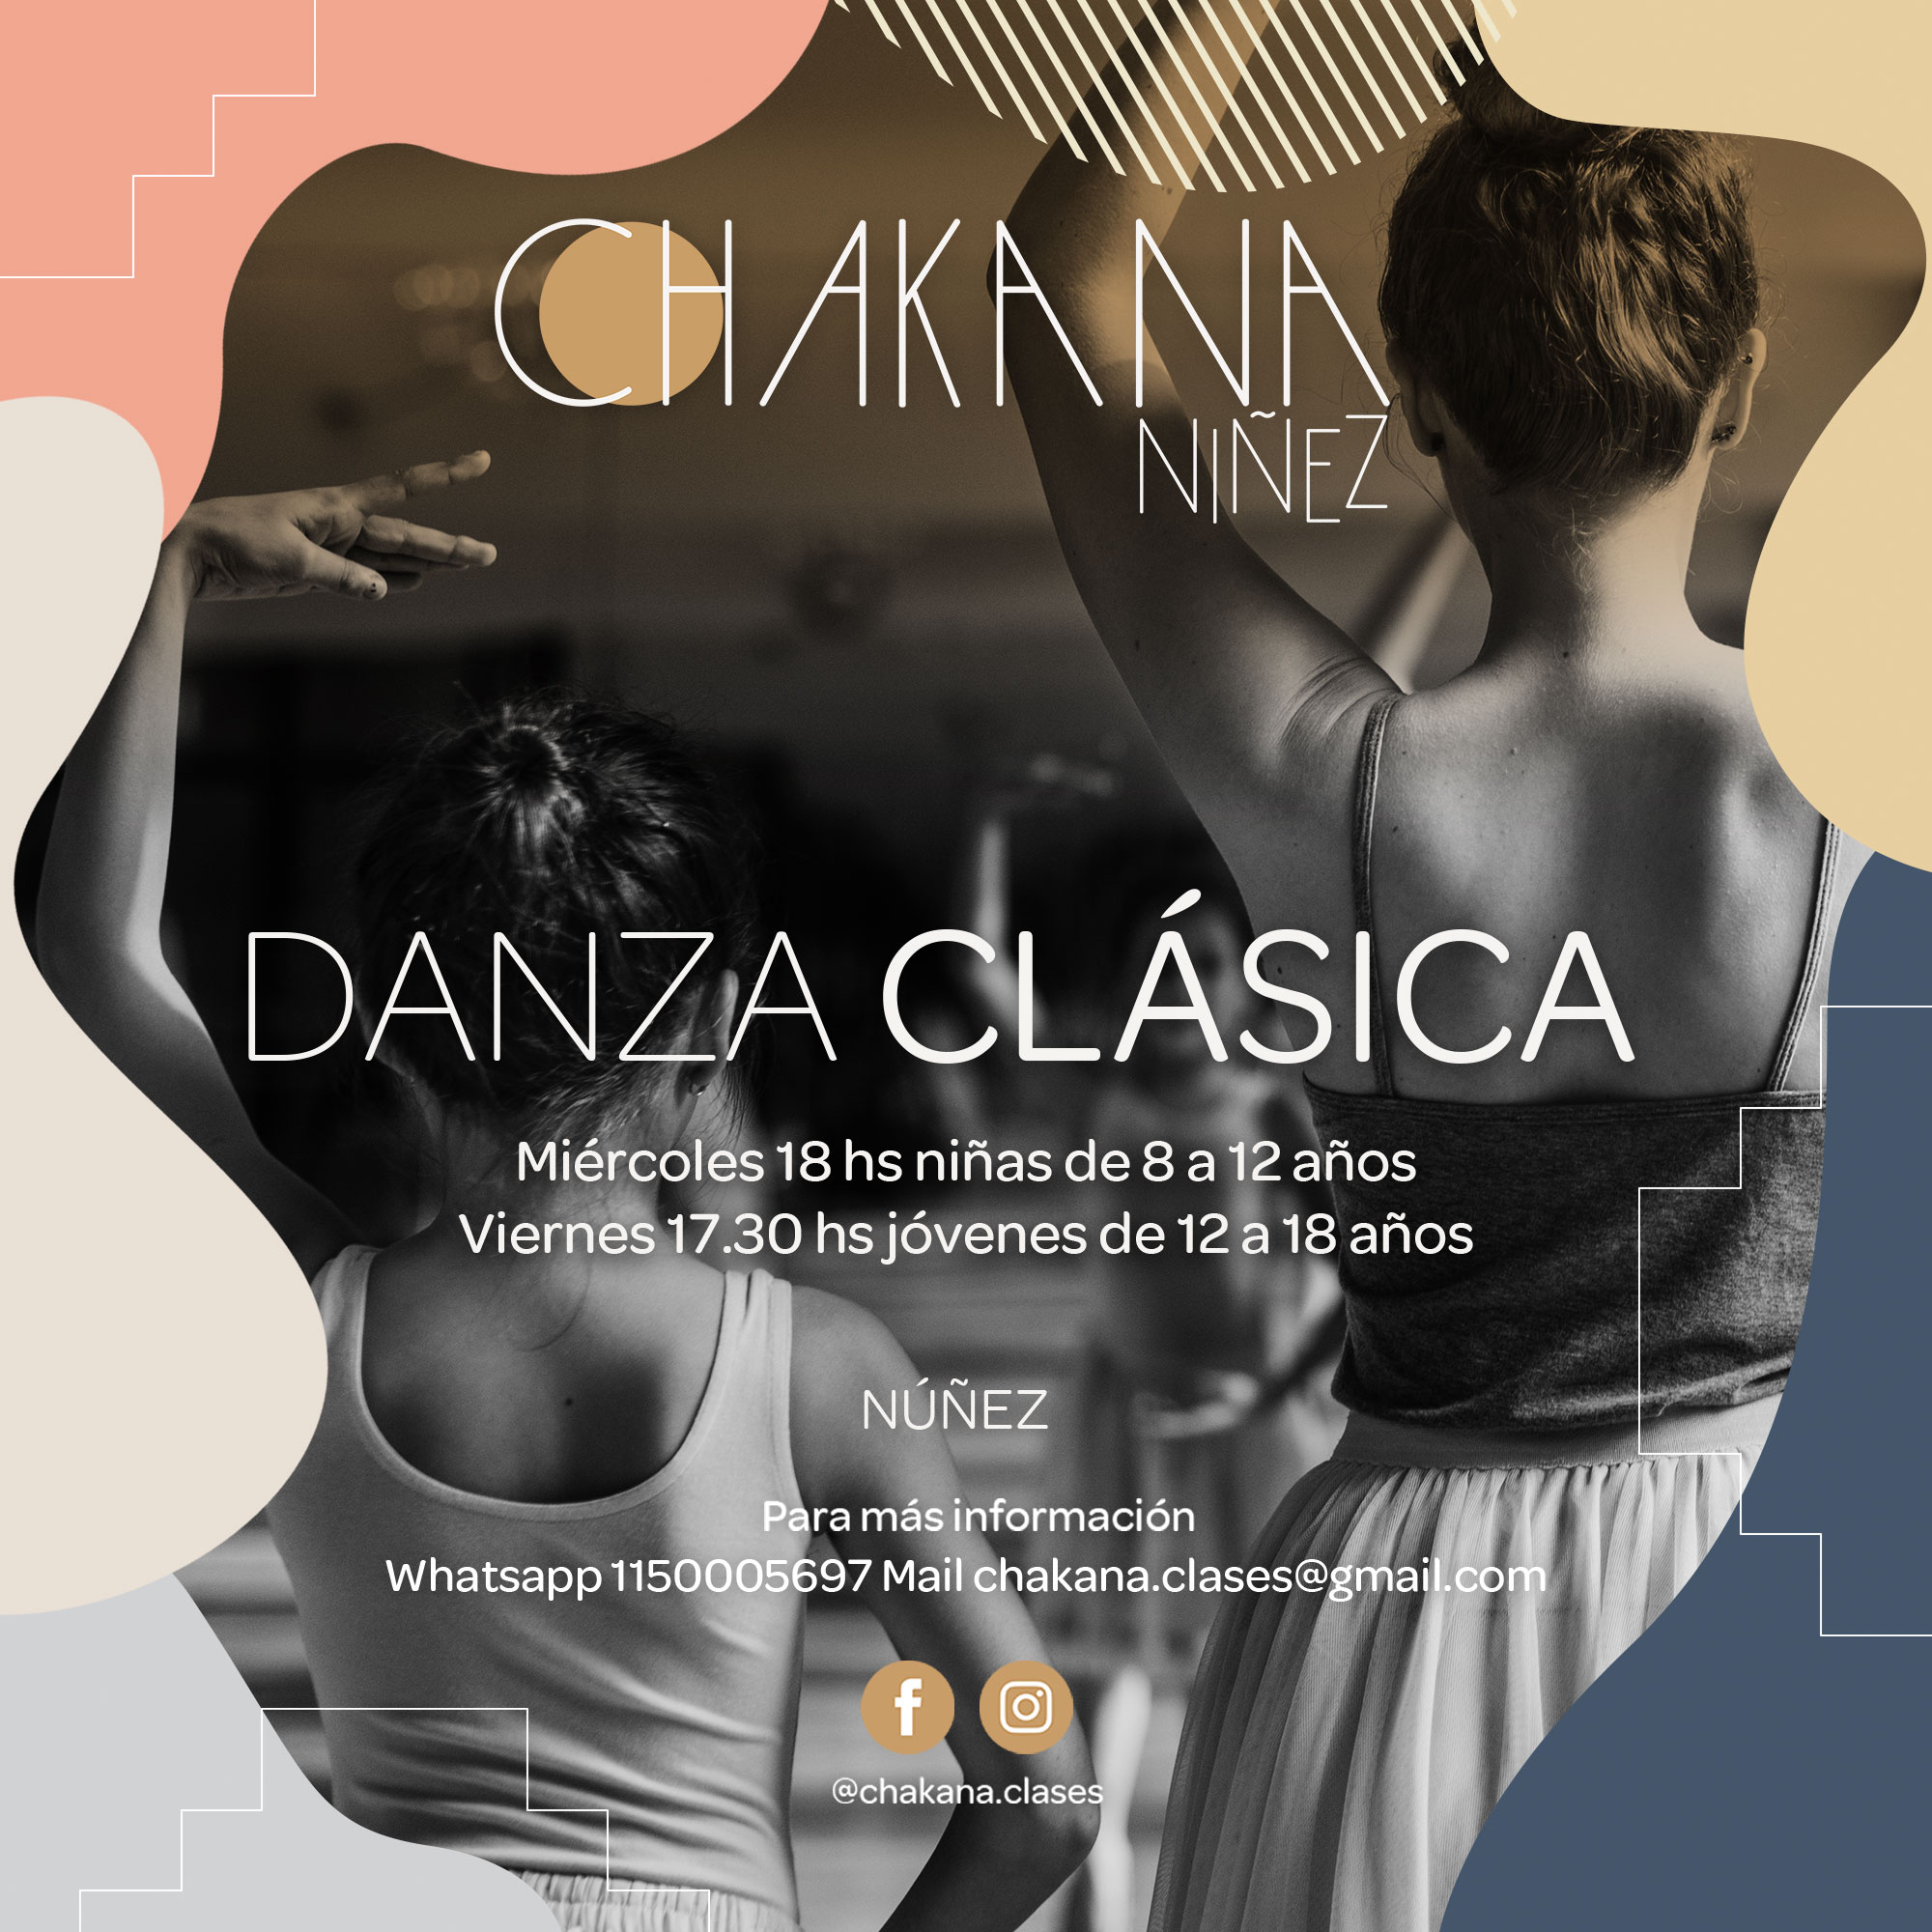 CHAKANA
NIÑEZ
DANZA CLÁSICA
Miércoles 18 hs niñas de 8 a 12 años
Viernes 17.30 hs jóvenes de 12 a 18 años
NÚÑEZ
Para más información
Whatsapp 1150005697 Mail chakana.clases@gmail.com
@chakana.clases